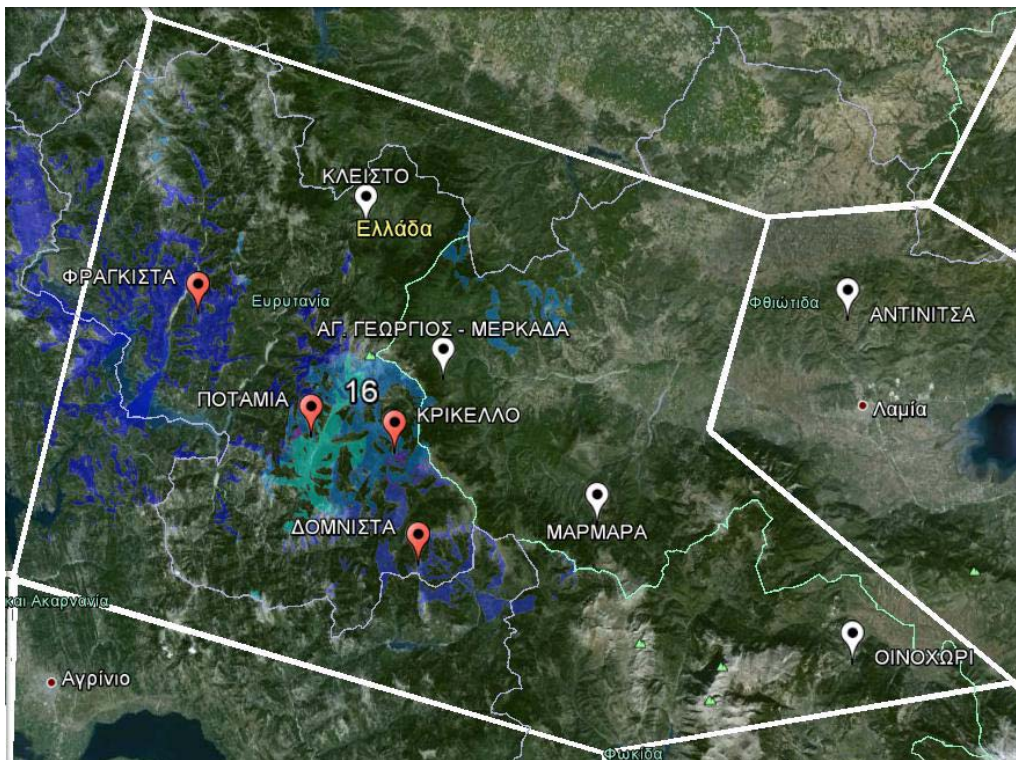 ΚΛΕΙΣΤΟ
Ελλάδα
ΦΡΑΓΚΙΣΤΑ
Ευρυτανία
Φθιώτιδα
ΑΝΤΙΝΙΤΣΑ
ΑΓ. ΓΕΩΡΓΙΟΣ - ΜΕΡΚΑΔΑ
16
ΠΟΤΑΜΙΑ
ΚΡΙΚΕΛΛΟ
Λαμία
ΔΟΜΝΙΣΤΑ
ΜΑΡΜΑΡΑ
και Ακαρνανία
ΟΙΝΟΧΩΡΙ
Αγρίνιο
Φωκίδα